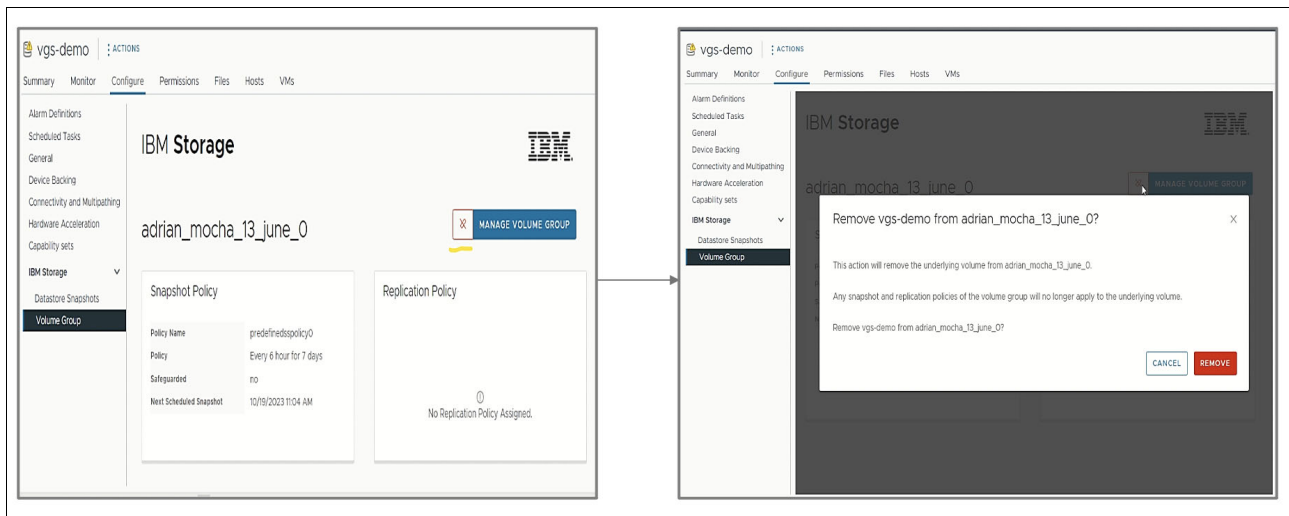 vgs-demo
ACTIONS
Summary Monitor Configure Permissions Files Hosts VMs
Alarm Definitions
Scheduled Tasks
General
Device Backing
Connectivity and Multipathing
Hardware Acceleration
Capability sets
IBM Storage
Datastore Snapshots
Volume Group
IBM Storage
IBM
adrian_mocha_13_june_0
MANAGE VOLUME GROUP
Snapshot Policy
Policy Name predefinedsspolicy0
Policy Every 6 hour for 7 days
Safeguarded no
Next Scheduled Snapshot 10/19/2023 11:04 AM
Replication Policy
No Replication Policy Assigned.
vgs-demo
ACTIONS
Summary Monitor Configure Permissions Files Hosts VMs
Alarm Definitions
Scheduled Tasks
General
Device Backing
Connectivity and Multipathing
Hardware Acceleration
Capability sets
IBM Storage
Datastore Snapshots
Volume Group
IBM Storage
IBM
adrian_mocha_13_june_0
MANAGE VOLUME GROUP
Remove vgs-demo from adrian_mocha_13_june_0?
X
This action will remove the underlying volume from adrian_mocha_13_june_0.
Any snapshot and replication policies of the volume group will no longer apply to the underlying volume.
Remove vgs-demo from adrian_mocha_13_june_0?
CANCEL
REMOVE